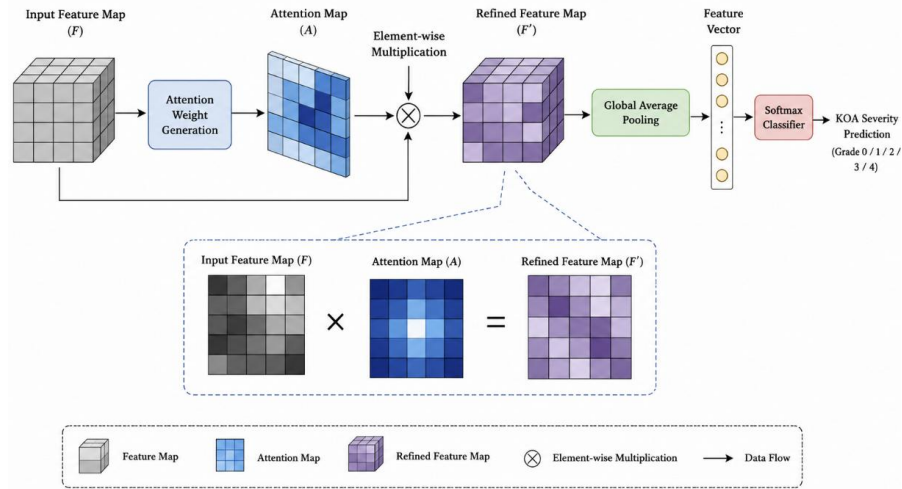 Input Feature Map
(F)
Attention
Weight
Generation
Attention Map
(A)
Element-wise
Multiplication
Refined Feature Map
(F')
Global Average
Pooling
Feature
Vector
Softmax
Classifier
KOA Severity
Prediction
(Grade 0 / 1 / 2 /
3 / 4)
Input Feature Map (F)
×
Attention Map (A)
=
Refined Feature Map (F')
Feature Map
Attention Map
Refined Feature Map
Element-wise Multiplication
Data Flow